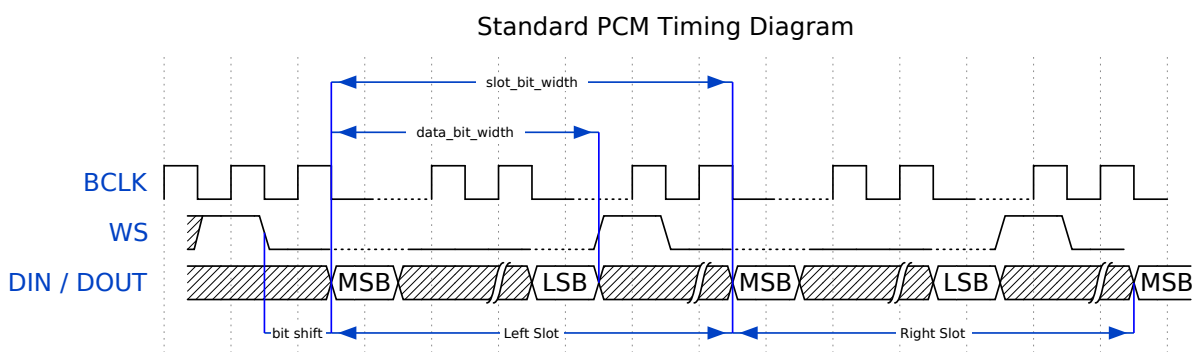 Standard PCM Timing Diagram
slot_bit_width
data_bit_width
BCLK
WS
DIN / DOUT
MSB
LSB
MSB
LSB
MSB
bit shift
Left Slot
Right Slot